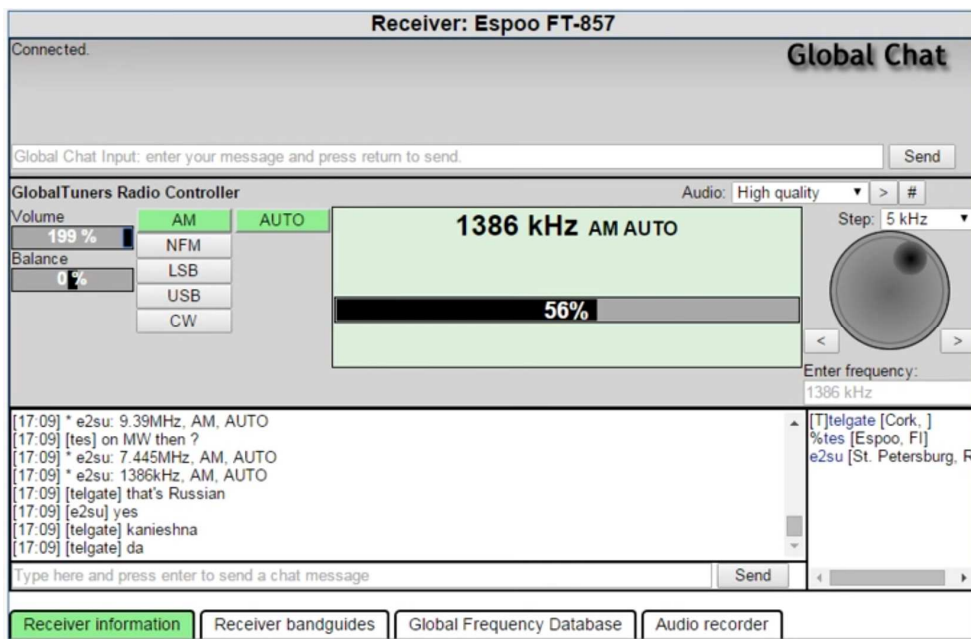 Receiver: Espoo FT-857
Connected.
Global Chat
Global Chat Input: enter your message and press return to send.
Send
GlobalTuners Radio Controller
Audio: High quality > #
Volume
199 %
Balance
0 %
AM AUTO
NFM
LSB
USB
CW
1386 kHz AM AUTO
56%
Step: 5 kHz
< >
Enter frequency:
1386 kHz
[17:09] * e2su: 9.39MHz, AM, AUTO
[17:09] [tes] on MW then ?
[17:09] * e2su: 7.445MHz, AM, AUTO
[17:09] * e2su: 1386kHz, AM, AUTO
[17:09] [telgate] that's Russian
[17:09] [e2su] yes
[17:09] [telgate] kanieshna
[17:09] [telgate] da
[T]telgate [Cork, ]
%tes [Espoo, FI]
e2su [St. Petersburg, R
Type here and press enter to send a chat message
Send
Receiver information
Receiver bandguides
Global Frequency Database
Audio recorder